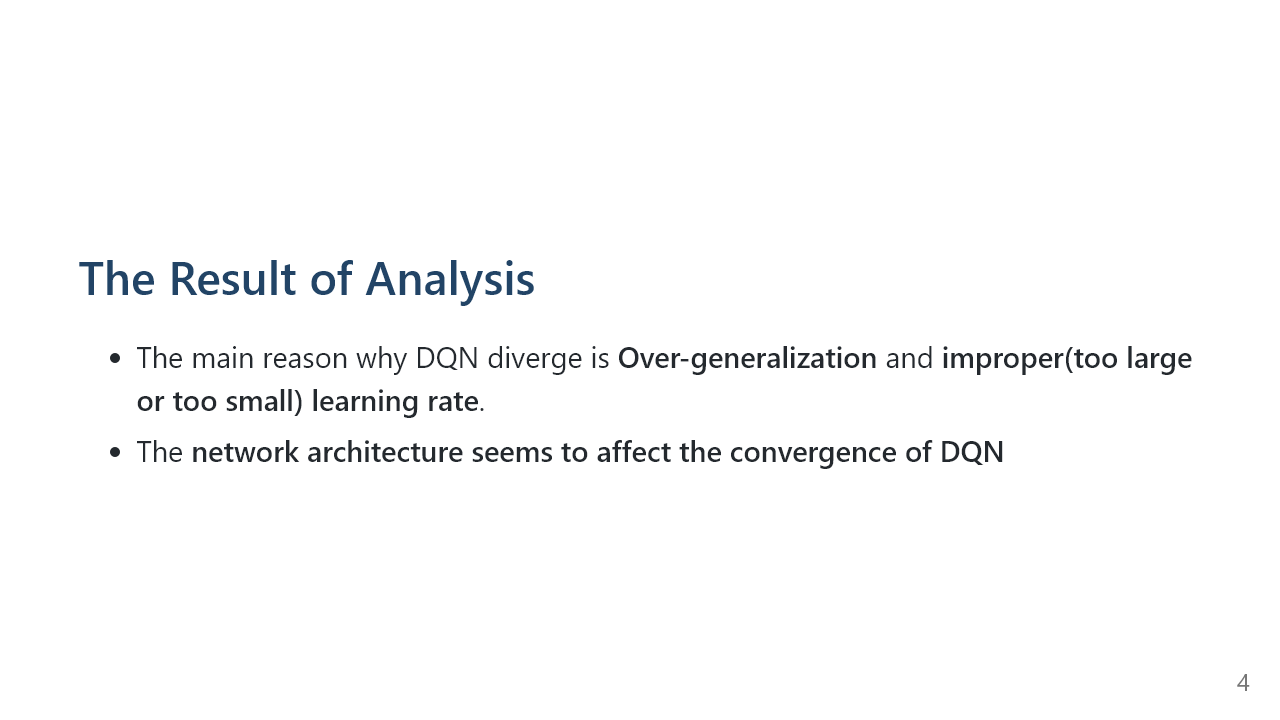 The Result of Analysis
• The main reason why DQN diverge is Over-generalization and improper(too large
or too small) learning rate.
• The network architecture seems to affect the convergence of DQN
4